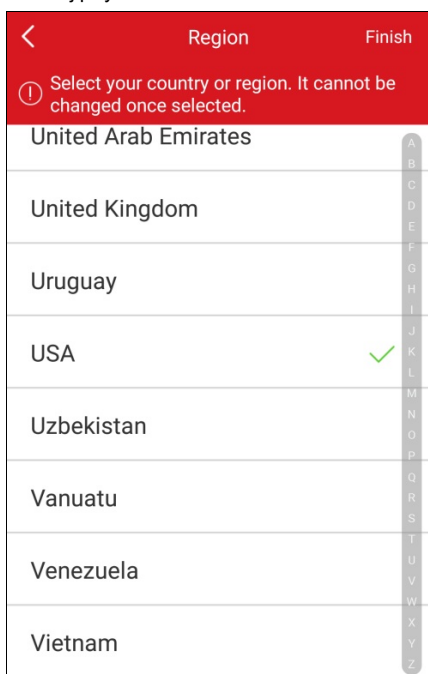 Region
Finish
Select your country or region. It cannot be
changed once selected.
United Arab Emirates
United Kingdom
Uruguay
USA
Uzbekistan
Vanuatu
Venezuela
Vietnam
A
B
C
D
E
F
G
H
I
J
K
L
M
N
O
P
Q
R
S
T
U
V
W
X
Y
Z